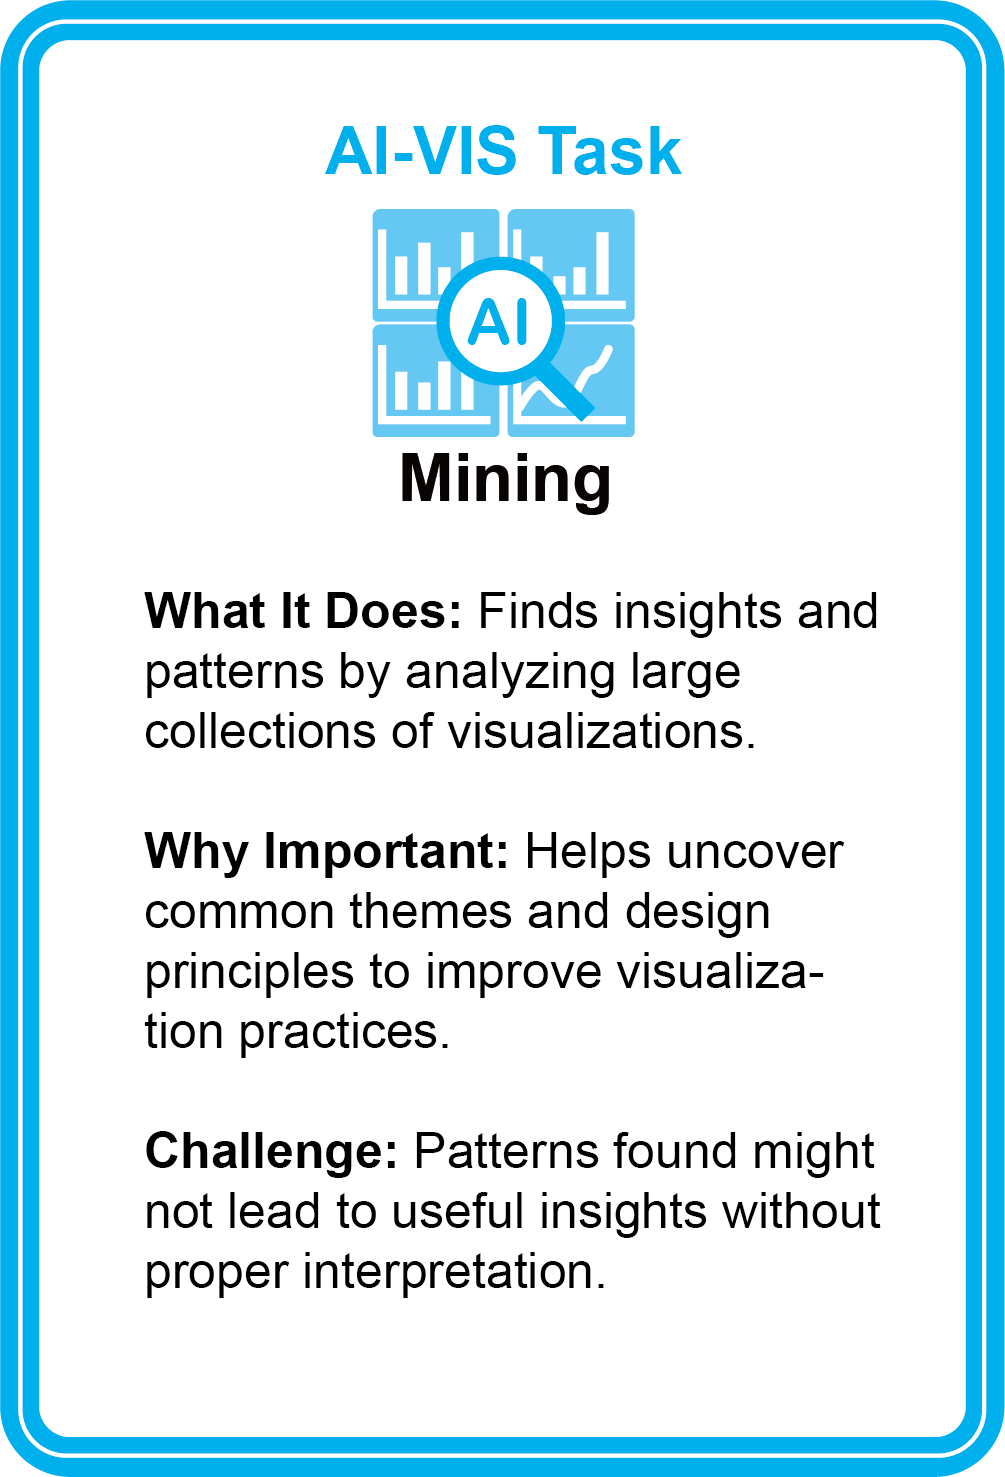 AI-VIS Task
AI
Mining
What It Does: Finds insights and
patterns by analyzing large
collections of visualizations.
Why Important: Helps uncover
common themes and design
principles to improve visualiza-
tion practices.
Challenge: Patterns found might
not lead to useful insights without
proper interpretation.